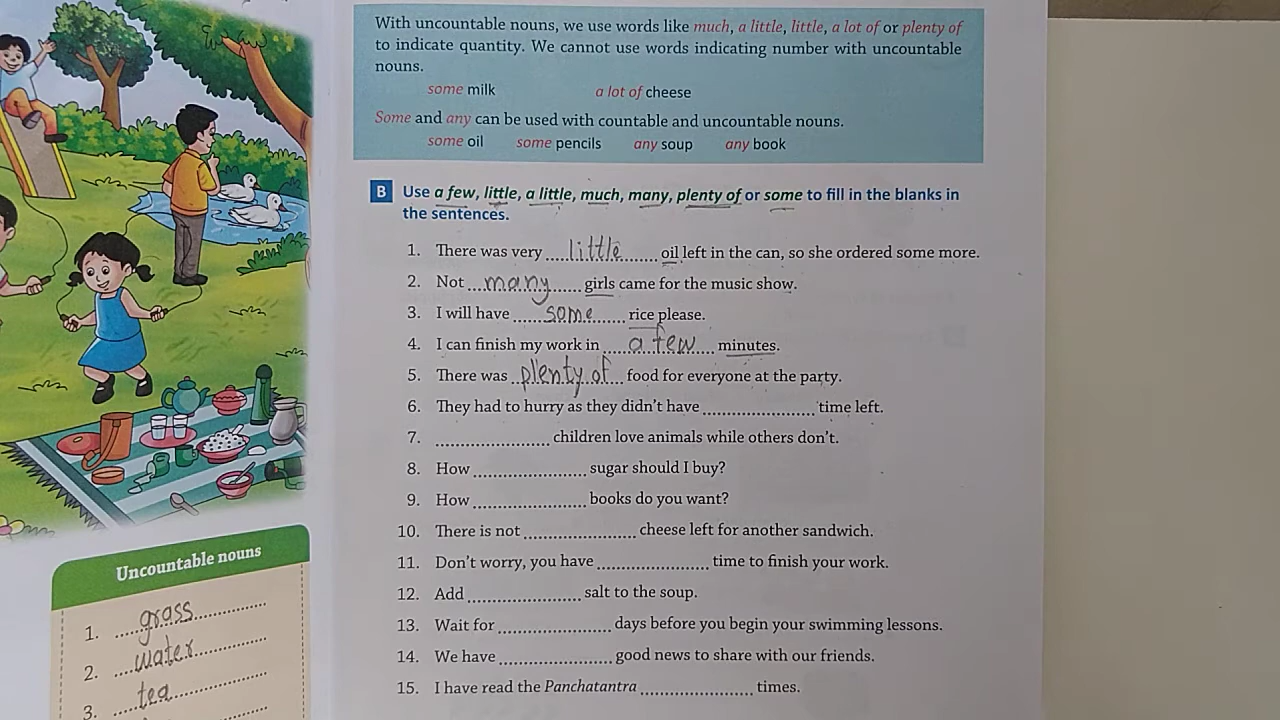 With uncountable nouns, we use words like much, a little, little, a lot of or plenty of
to indicate quantity. We cannot use words indicating number with uncountable
nouns.
some milk a lot of cheese
Some and any can be used with countable and uncountable nouns.
some oil some pencils any soup any book
B Use a few, little, a little, much, many, plenty of or some to fill in the blanks in
the sentences.
1. There was very ....little.... oil left in the can, so she ordered some more.
2. Not ....many.... girls came for the music show.
3. I will have ....some.... rice please.
4. I can finish my work in ....a few.... minutes.
5. There was ....plenty of.... food for everyone at the party.
6. They had to hurry as they didn't have .................... time left.
7. .................... children love animals while others don't.
8. How .................... sugar should I buy?
9. How .................... books do you want?
10. There is not .................... cheese left for another sandwich.
11. Don't worry, you have .................... time to finish your work.
12. Add .................... salt to the soup.
13. Wait for .................... days before you begin your swimming lessons.
14. We have .................... good news to share with our friends.
15. I have read the Panchatantra .................... times.
Uncountable nouns
1. ....grass....
2. ....water....
3. ....tea....